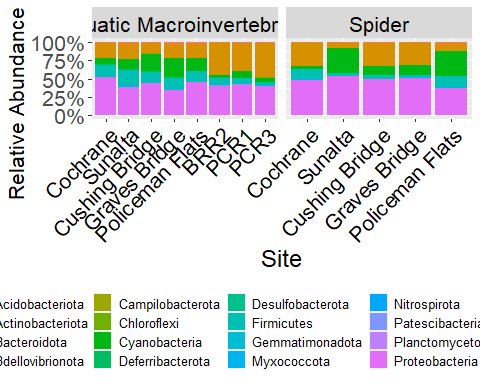 uatic Macroinvertebr
Spider
Relative Abundance
100%
75%
50%
25%
0%
Cochrane
Sunalta
Cushing Bridge
Graves Bridge
Policeman Flats
BRR2
PCR1
PCR3
Cochrane
Sunalta
Cushing Bridge
Graves Bridge
Policeman Flats
Site
Acidobacteriota Campilobacterota Desulfobacterota Nitrospirota
Actinobacteriota Chloroflexi Firmicutes Patescibacteria
Bacteroidota Cyanobacteria Gemmatimonadota Planctomyceto
Bdellovibrionota Deferribacterota Myxococcota Proteobacteria